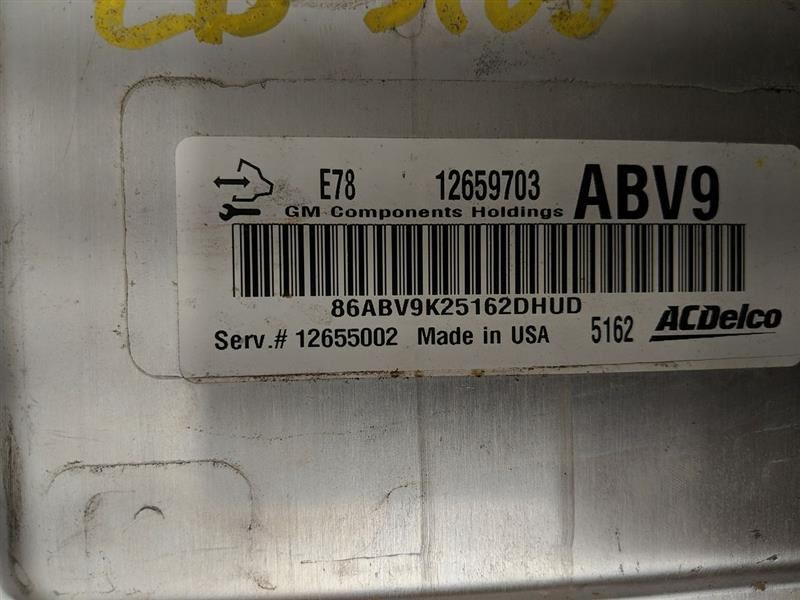 E78 12659703 ABV9
GM Components Holdings
86ABV9K25162DHUD
Serv.# 12655002 Made in USA 5162 ACDelco